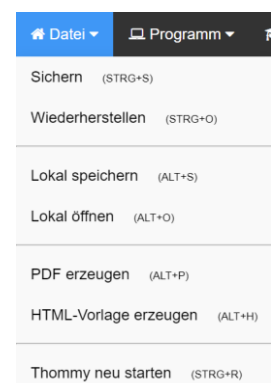 Datei Programm
Sichern (STRG+S)
Wiederherstellen (STRG+O)
Lokal speichern (ALT+S)
Lokal öffnen (ALT+O)
PDF erzeugen (ALT+P)
HTML-Vorlage erzeugen (ALT+H)
Thommy neu starten (STRG+R)